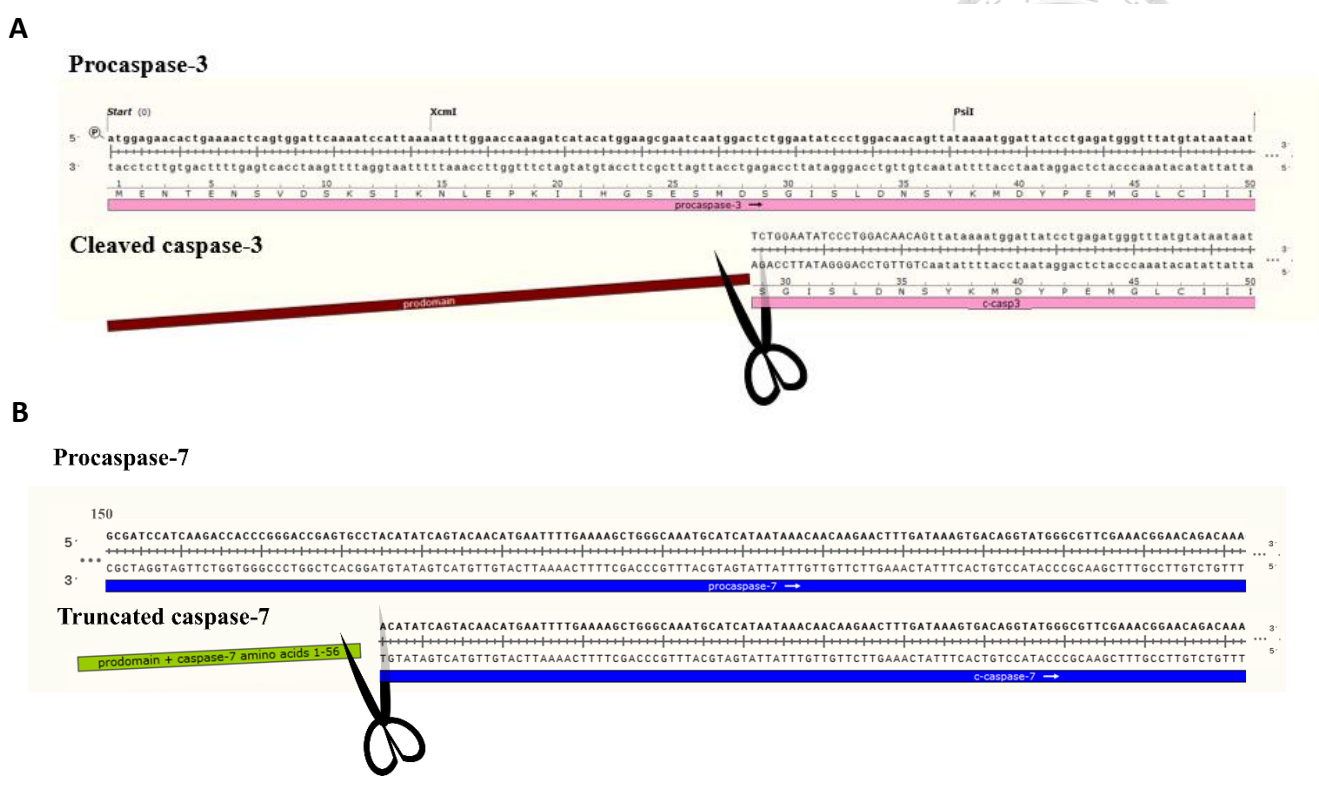 A
Procaspase-3
Start (0) XcmI PsiI
5' P atggagaacactgaaaactcagtggattcaaaatccattaaaaatttggaaccaaagatcatacatggaagcgaatcaatggactctggaatatccctggacaacagttataaaatggattatcctgagatgggtttatgtataataat 3'
...
3' tacctcttgtgacttttgagtcacctaagttttaggtaatttttaaaccttggtttctagtatgtaccttcgcttagttacctgagaccttatagggacctgttgtcaatattttacctaataggactctacccaaatacatattatta 5'
1 5 10 15 20 25 30 35 40 45 50
M E N T E N S V D S K S I K N L E P K I I H G S E S M D S G I S L D N S Y K M D Y P E M G L C I I I
procaspase-3
Cleaved caspase-3
TCTGGAATATCCCTGGACAACAGttataaaatggattatcctgagatgggtttatgtataataat 3'
...
AGACCTTATAGGGACCTGTTGTCaatattttacctaataggactctacccaaatacatattatta 5'
30 35 40 45 50
S G I S L D N S Y K M D Y P E M G L C I I I
prodomain
c-casp3
B
Procaspase-7
150
5' GCGATCCATCAAGACCACCCGGGACCGAGTGCCTACATATCAGTACAACATGAATTTTGAAAAGCTGGGCAAATGCATCATAATAAACAACAAGAACTTTGATAAAGTGACAGGTATGGGCGTTCGAAACGGAACAGACAAA 3'
... ...
3' CGCTAGGTAGTTCTGGTGGGCCCTGGCTCACGGATGTATAGTCATGTTGTACTTAAAACTTTTCGACCCGTTTACGTAGTATTATTTGTTGTTCTTGAAACTATTTCACTGTCCATACCCGCAAGCTTTGCCTTGTCTGTTT 5'
procaspase-7
Truncated caspase-7
ACATATCAGTACAACATGAATTTTGAAAAGCTGGGCAAATGCATCATAATAAACAACAAGAACTTTGATAAAGTGACAGGTATGGGCGTTCGAAACGGAACAGACAAA 3'
...
TGTATAGTCATGTTGTACTTAAAACTTTTCGACCCGTTTACGTAGTATTATTTGTTGTTCTTGAAACTATTTCACTGTCCATACCCGCAAGCTTTGCCTTGTCTGTTT 5'
prodomain + caspase-7 amino acids 1-56
c-caspase-7